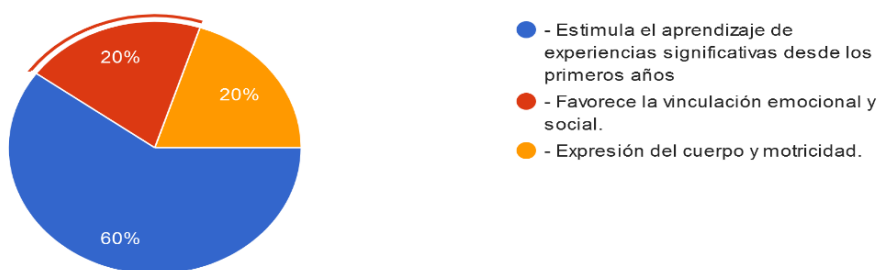 20%
20%
60%
- Estimula el aprendizaje de
experiencias significativas desde los
primeros años
- Favorece la vinculación emocional y
social.
- Expresión del cuerpo y motricidad.